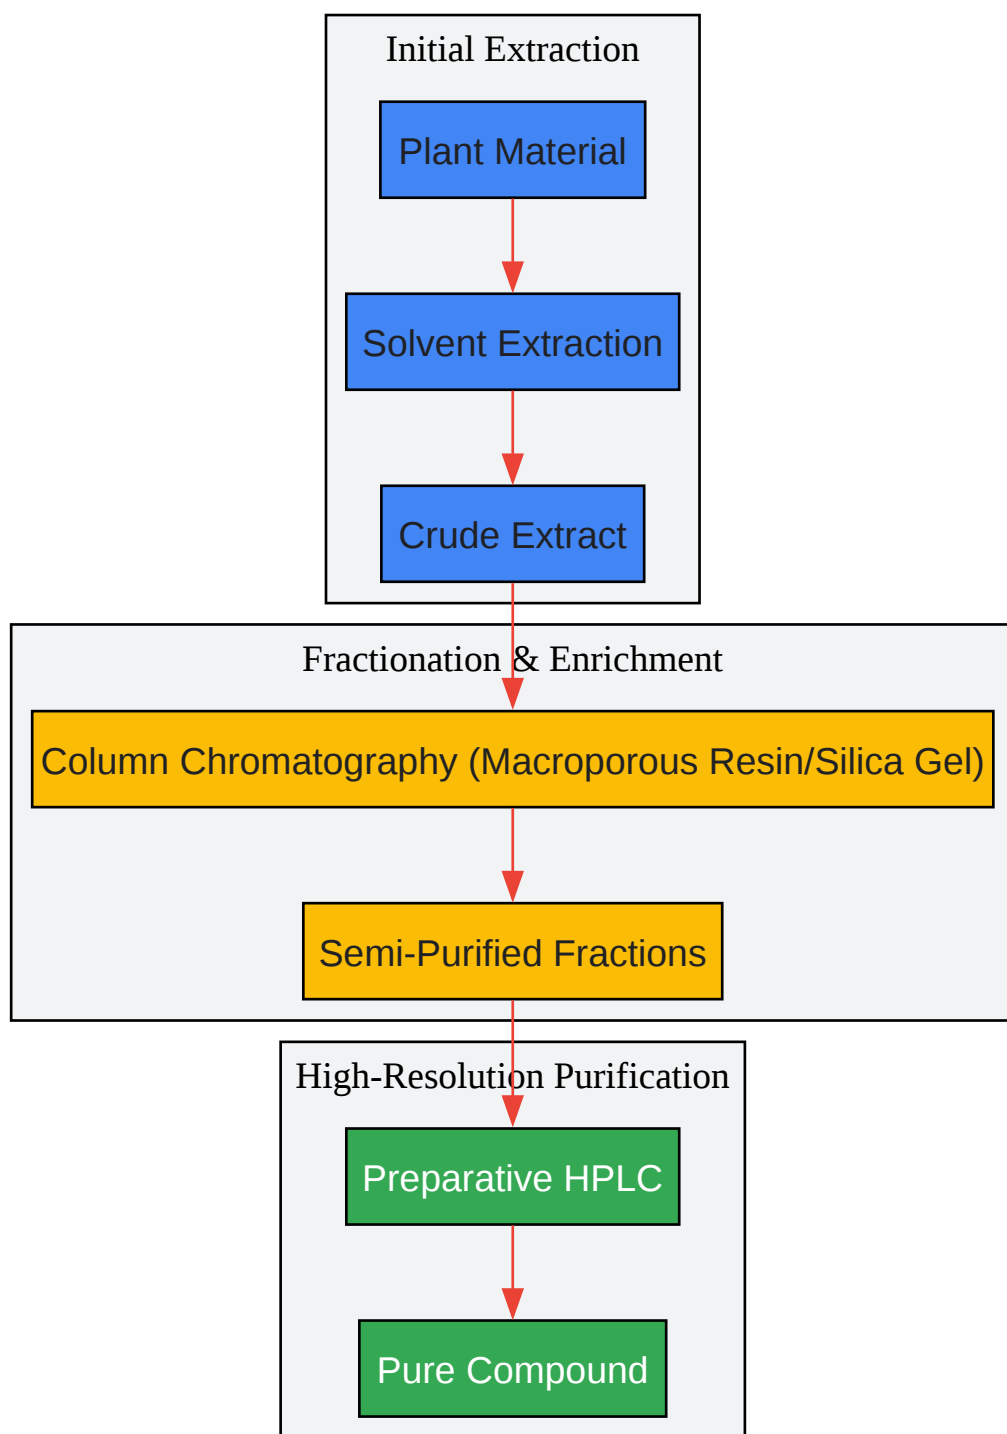 Initial Extraction
Plant Material
Solvent Extraction
Crude Extract
Fractionation & Enrichment
Column Chromatography (Macroporous Resin/Silica Gel)
Semi-Purified Fractions
High-Resolution Purification
Preparative HPLC
Pure Compound